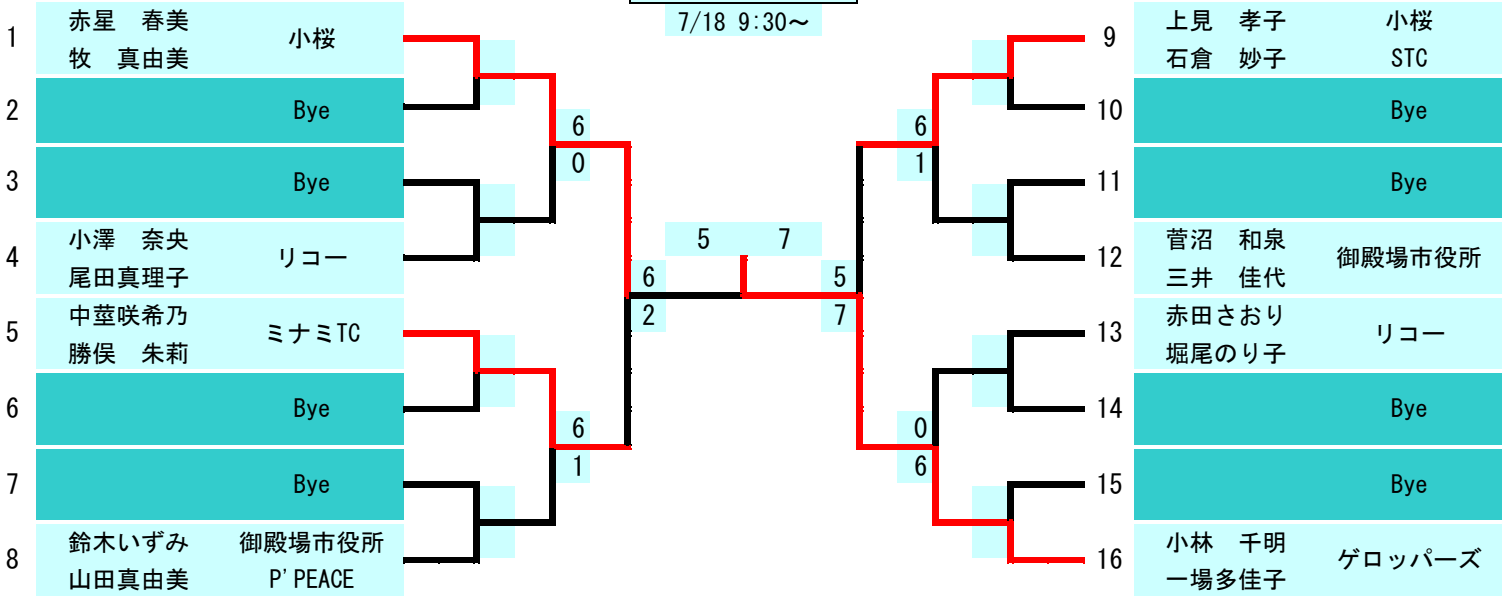 7/18 9:30～
1 赤星　春美 小桜
牧　真由美
2 Bye
3 Bye
4 小澤　奈央 リコー
尾田真理子
5 中莖咲希乃 ミナミTC
勝俣　朱莉
6 Bye
7 Bye
8 鈴木いずみ 御殿場市役所
山田真由美 P'PEACE
6
0
6
1
6
2
5 7
5
7
6
1
0
6
9 上見　孝子 小桜
石倉　妙子 STC
10 Bye
11 Bye
12 菅沼　和泉 御殿場市役所
三井　佳代
13 赤田さおり リコー
堀尾のり子
14 Bye
15 Bye
16 小林　千明 ゲロッパーズ
一場多佳子